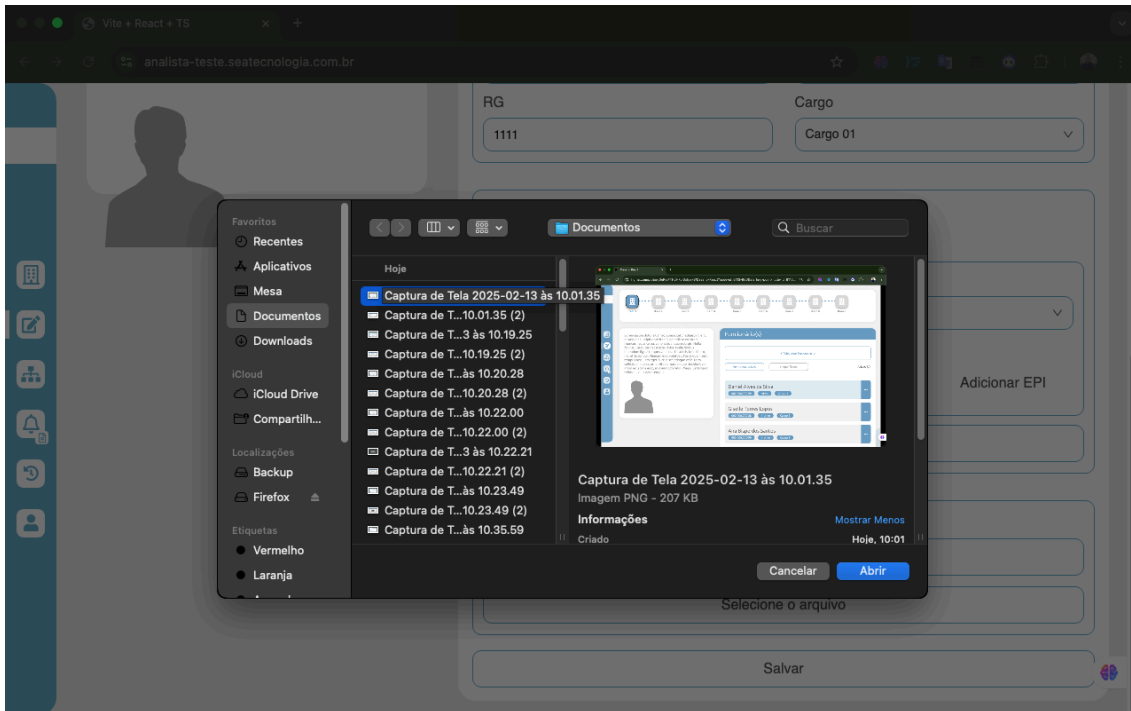 Vite + React + TS
analista-teste.seatecnologia.com.br
RG
Cargo
1111
Cargo 01
Favoritos
Recentes
Aplicativos
Mesa
Documentos
Downloads
iCloud
iCloud Drive
Compartilh...
Localizações
Backup
Firefox
Etiquetas
Vermelho
Laranja
Documentos
Buscar
Hoje
Captura de Tela 2025-02-13 às 10.01.35
Captura de T...10.01.35 (2)
Captura de T...3 às 10.19.25
Captura de T...10.19.25 (2)
Captura de T...às 10.20.28
Captura de T...10.20.28 (2)
Captura de T...às 10.22.00
Captura de T...10.22.00 (2)
Captura de T...3 às 10.22.21
Captura de T...10.22.21 (2)
Captura de T...às 10.23.49
Captura de T...10.23.49 (2)
Captura de T...às 10.35.59
Funcionário(s)
Captura de Tela 2025-02-13 às 10.01.35
Imagem PNG - 207 KB
Informações
Mostrar Menos
Criado
Hoje, 10:01
Cancelar
Abrir
Adicionar EPI
Selecione o arquivo
Salvar